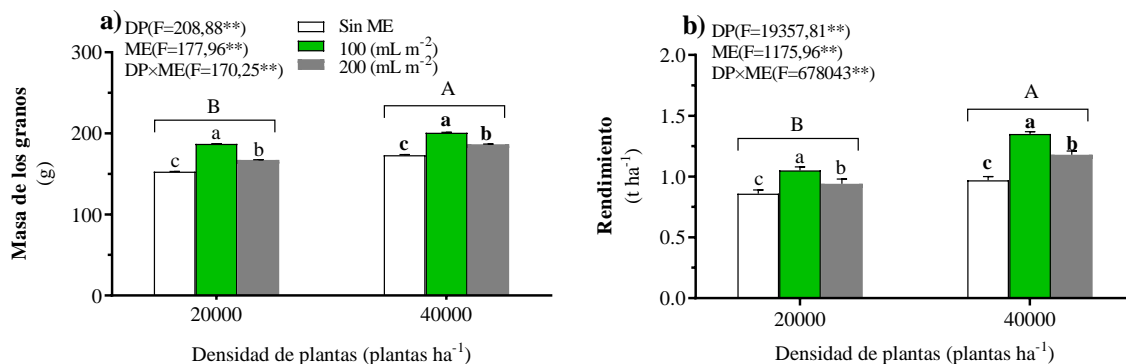 a)
DP(F=208,88**)
ME(F=177,96**)
DP×ME(F=170,25**)
Sin ME
100 (mL m⁻²)
200 (mL m⁻²)
Masa de los granos
(g)
300
200
100
0
B
c a b
A
c a b
20000 40000
Densidad de plantas (plantas ha⁻¹)
b)
DP(F=19357,81**)
ME(F=1175,96**)
DP×ME(F=678043**)
Rendimiento
(t ha⁻¹)
2.0
1.5
1.0
0.5
0.0
B
c a b
A
c a b
20000 40000
Densidad de plantas (plantas ha⁻¹)